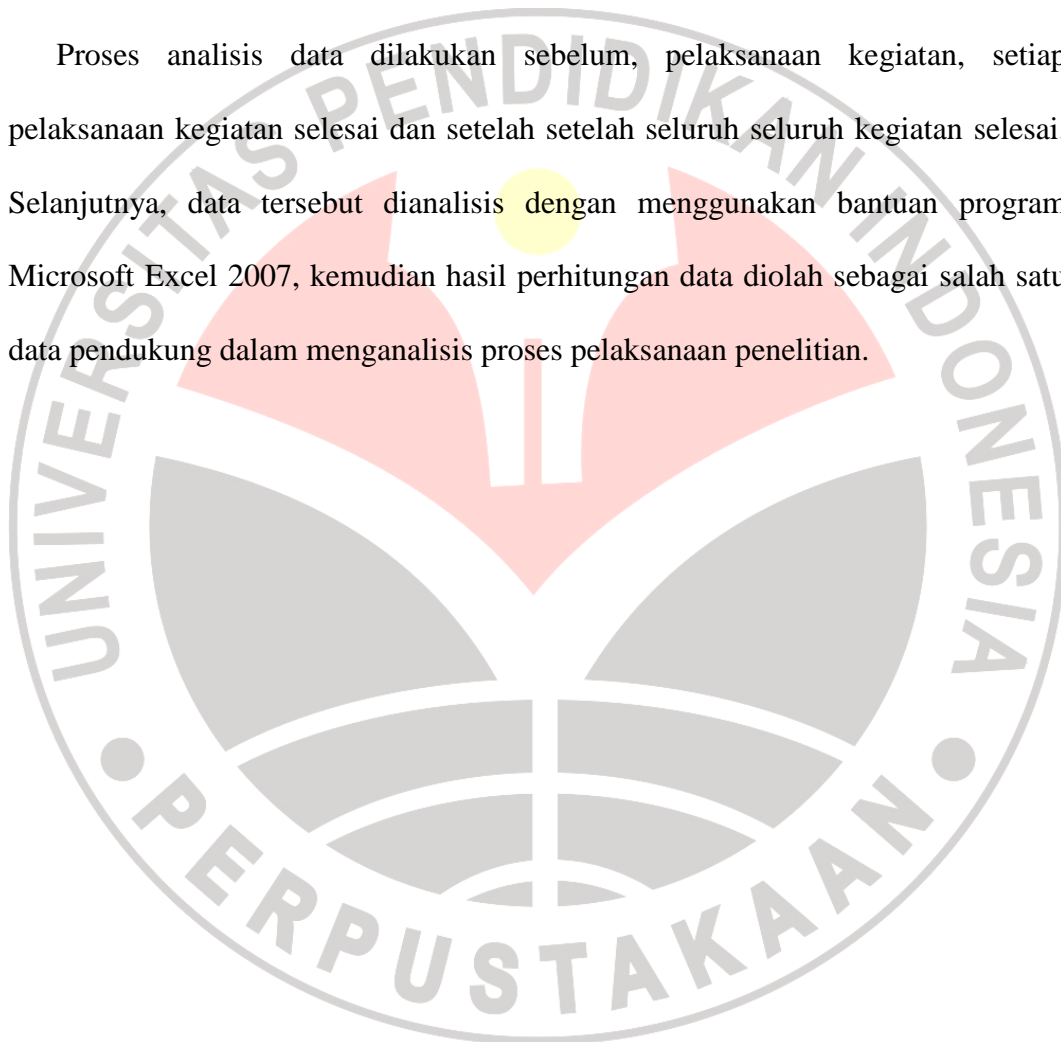 Proses analisis data dilakukan sebelum, pelaksanaan kegiatan, setiap
pelaksanaan kegiatan selesai dan setelah setelah seluruh seluruh kegiatan selesai.
Selanjutnya, data tersebut dianalisis dengan menggunakan bantuan program
Microsoft Excel 2007, kemudian hasil perhitungan data diolah sebagai salah satu
data pendukung dalam menganalisis proses pelaksanaan penelitian.
UNIVERSITAS PENDIDIKAN INDONESIA
PERPUSTAKAAN